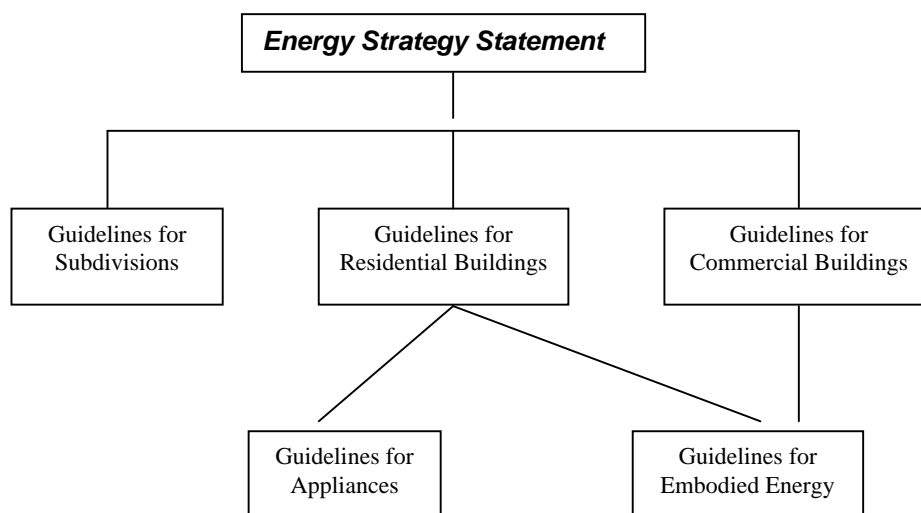 Energy Strategy Statement
Guidelines for
Subdivisions
Guidelines for
Residential Buildings
Guidelines for
Commercial Buildings
Guidelines for
Appliances
Guidelines for
Embodied Energy